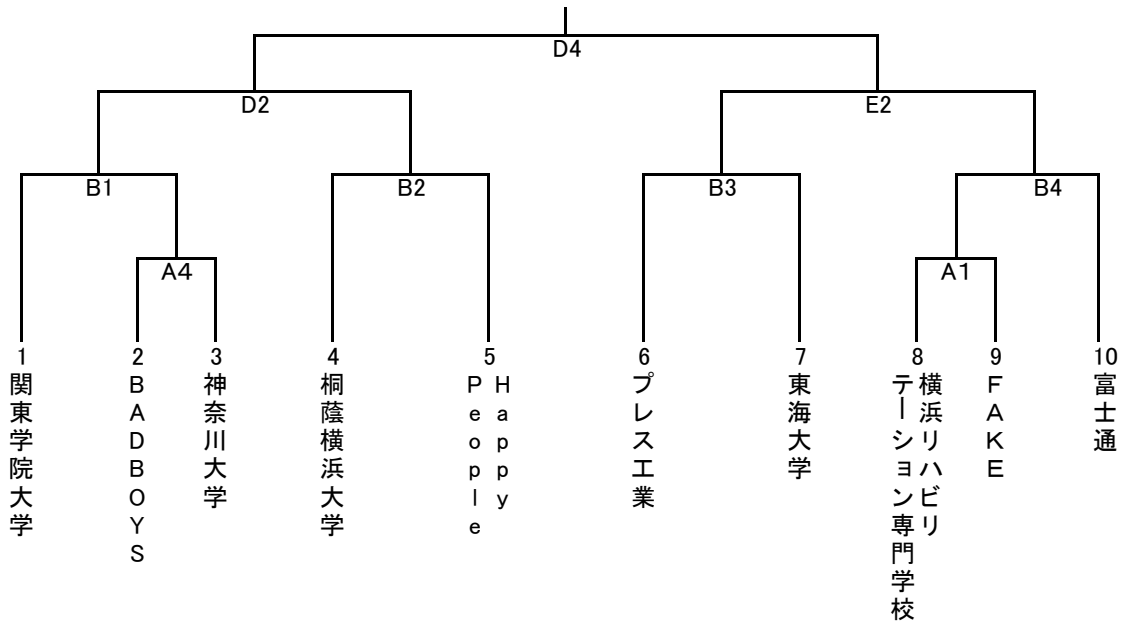 D4
D2
E2
B1
B2
B3
B4
A4
A1
1
2
3
4
5
6
7
8
9
10
関東学院大学
BADBOYS
神奈川大学
桐蔭横浜大学
Happy
People
プレス工業
東海大学
横浜リハビリ
テーション専門学校
FAKE
富士通